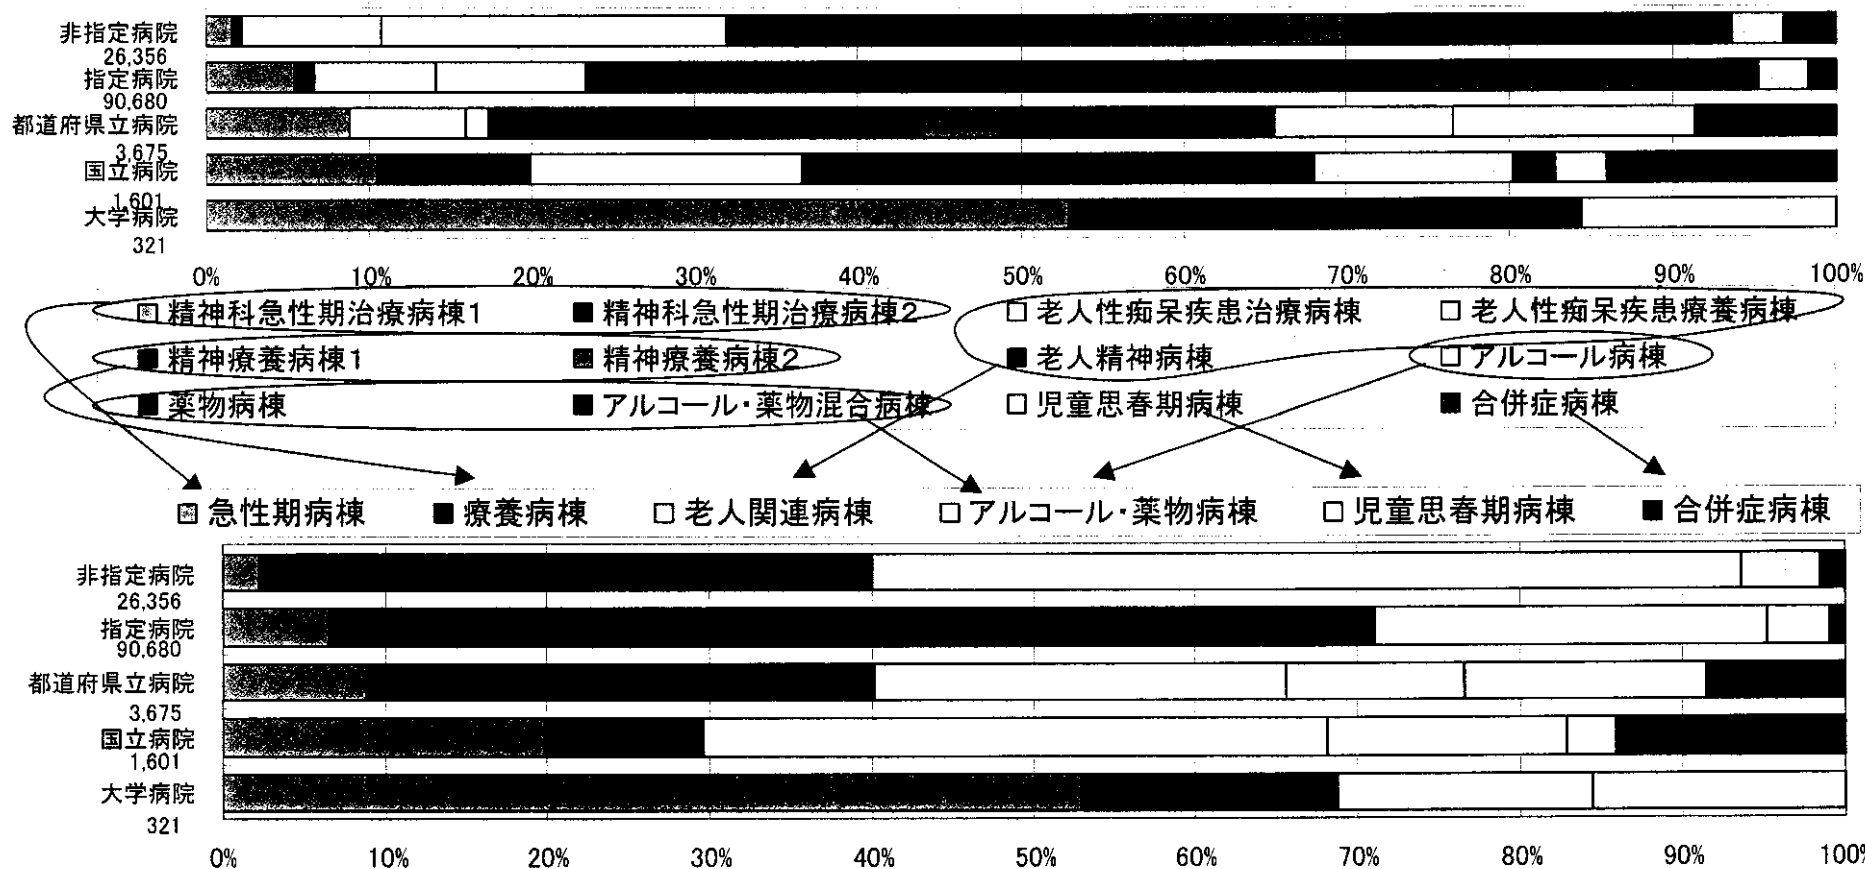 非指定病院
26,356
指定病院
90,680
都道府県立病院
3,675
国立病院
1,601
大学病院
321
0% 10% 20% 30% 40% 50% 60% 70% 80% 90% 100%
精神科急性期治療病棟1 精神科急性期治療病棟2 老人性痴呆疾患治療病棟 老人性痴呆疾患療養病棟
精神療養病棟1 精神療養病棟2 老人精神病棟 アルコール病棟
薬物病棟 アルコール・薬物混合病棟 児童思春期病棟 合併症病棟
急性期病棟 療養病棟 老人関連病棟 アルコール・薬物病棟 児童思春期病棟 合併症病棟
非指定病院
26,356
指定病院
90,680
都道府県立病院
3,675
国立病院
1,601
大学病院
321
0% 10% 20% 30% 40% 50% 60% 70% 80% 90% 100%